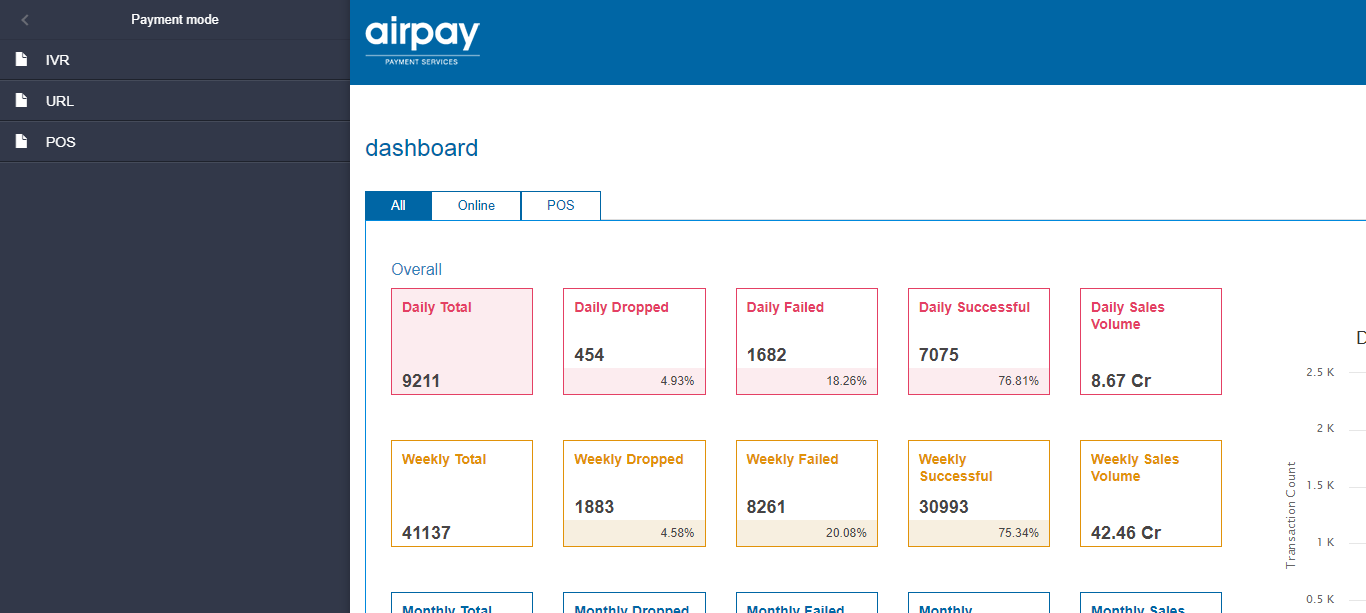 Payment mode
IVR
URL
POS
airpay
PAYMENT SERVICES
dashboard
All Online POS
Overall
Daily Total Daily Dropped Daily Failed Daily Successful Daily Sales
Volume
454 1682 7075
9211 4.93% 18.26% 76.81% 8.67 Cr
Weekly Total Weekly Dropped Weekly Failed Weekly Weekly Sales
Successful Volume
1883 8261 30993
41137 4.58% 20.08% 75.34% 42.46 Cr
Monthly Total Monthly Dropped Monthly Failed Monthly Monthly Sales
D
2.5 K
2 K
1.5 K
1 K
0.5 K
Transaction Count